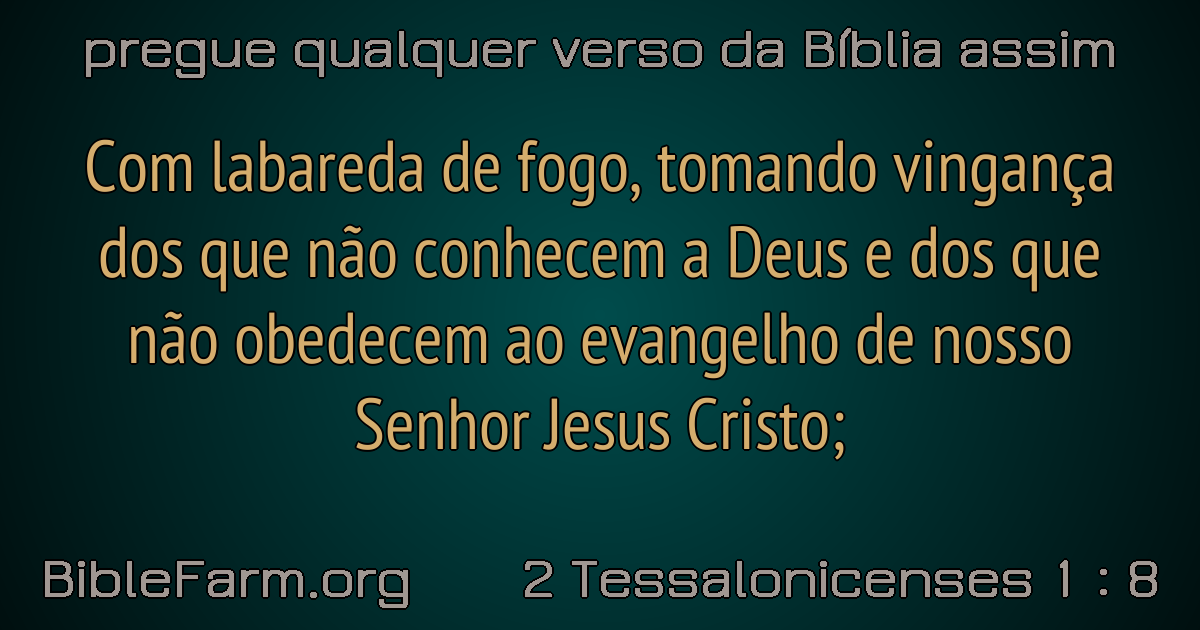 pregue qualquer verso da Bíblia assim
Com labareda de fogo, tomando vingança
dos que não conhecem a Deus e dos que
não obedecem ao evangelho de nosso
Senhor Jesus Cristo;
BibleFarm.org 2 Tessalonicenses 1 : 8